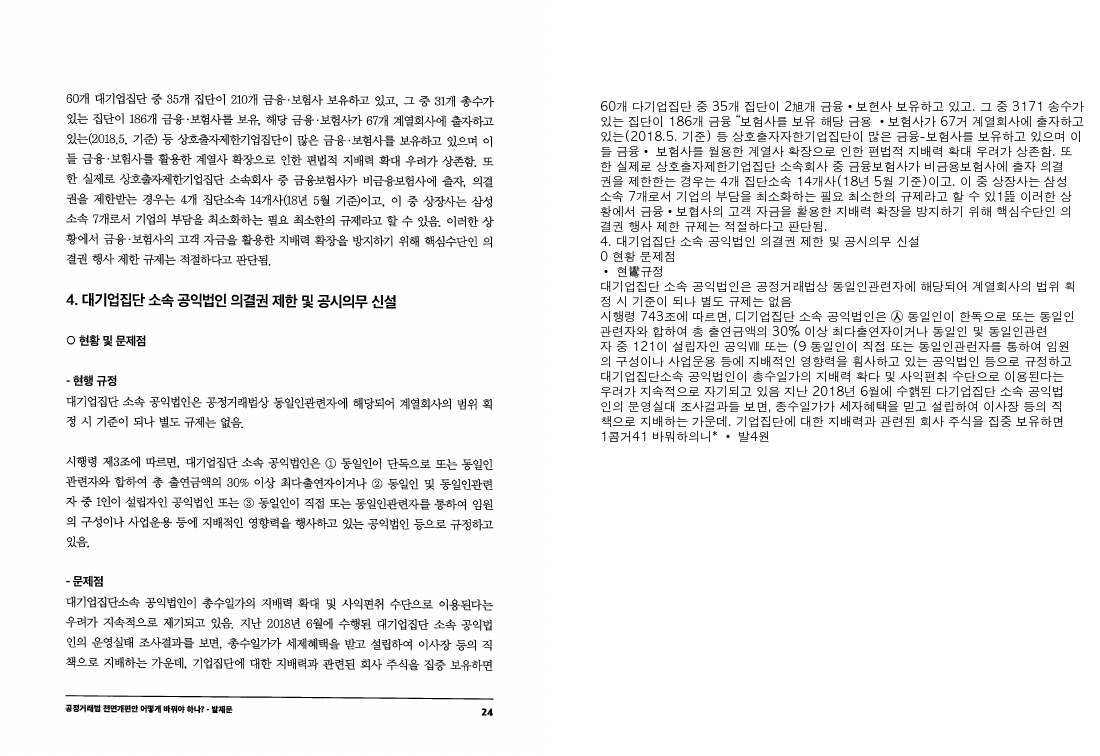 60개 대기업집단 중 35개 집단이 210개 금융·보험사 보유하고 있고, 그 중 31개 총수가
있는 집단이 186개 금융·보험사를 보유, 해당 금융·보험사가 67개 계열회사에 출자하고
있는(2018.5. 기준) 등 상호출자제한기업집단이 많은 금융·보험사를 보유하고 있으며 이
들 금융·보험사를 활용한 계열사 확장으로 인한 편법적 지배력 확대 우려가 상존함. 또
한 실제로 상호출자제한기업집단 소속회사 중 금융보험사가 비금융보험사에 출자, 의결
권을 제한받는 경우는 4개 집단소속 14개사(18년 5월 기준)이고, 이 중 상장사는 삼성
소속 7개로서 기업의 부담을 최소화하는 필요 최소한의 규제라고 할 수 있음. 이러한 상
황에서 금융·보험사의 고객 자금을 활용한 지배력 확장을 방지하기 위해 핵심수단인 의
결권 행사 제한 규제는 적절하다고 판단됨.
4. 대기업집단 소속 공익법인 의결권 제한 및 공시의무 신설
○ 현황 및 문제점
- 현행 규정
대기업집단 소속 공익법인은 공정거래법상 동일인관련자에 해당되어 계열회사의 범위 획
정 시 기준이 되나 별도 규제는 없음.
시행령 제3조에 따르면, 대기업집단 소속 공익법인은 ① 동일인이 단독으로 또는 동일인
관련자와 합하여 총 출연금액의 30% 이상 최다출연자이거나 ② 동일인 및 동일인관련
자 중 1인이 설립자인 공익법인 또는 ③ 동일인이 직접 또는 동일인관련자를 통하여 임원
의 구성이나 사업운용 등에 지배적인 영향력을 행사하고 있는 공익법인 등으로 규정하고
있음.
- 문제점
대기업집단소속 공익법인이 총수일가의 지배력 확대 및 사익편취 수단으로 이용된다는
우려가 지속적으로 제기되고 있음. 지난 2018년 6월에 수행된 대기업집단 소속 공익법
인의 운영실태 조사결과를 보면, 총수일가가 세제혜택을 받고 설립하여 이사장 등의 직
책으로 지배하는 가운데, 기업집단에 대한 지배력과 관련된 회사 주식을 집중 보유하면
공정거래법 전면개편안 어떻게 바꿔야 하나? - 발제문
24
60개 다기업집단 중 35개 집단이 2旭개 금융 • 보헌사 보유하고 있고. 그 중 3171 송수가
있는 집단이 186개 금융 "보험사를 보유 해당 금융 • 보험사가 67거 계열회사에 출자하고
있는(2018.5. 기준) 등 상호출자자한기업집단이 많은 금융-보험사를 보유하고 있으며 이
들 금융 • 보험사를 월용한 계열사 확장으로 인한 편법적 지배력 확대 우려가 상존함. 또
한 실제로 상호출자제한기업집단 소속회사 중 금융보험사가 비금융보험사에 출자 의결
권을 제한한는 경우는 4개 집단소속 14개사(18년 5월 기준)이고. 이 중 상장사는 삼성
소속 7개로서 기업의 부담을 최소화하는 필요 최소한의 규제라고 할 수 있1뜳 이러한 상
황에서 금융 • 보협사의 고객 자금을 활용한 지배력 확장을 방지하기 위해 핵심수단인 의
결권 행사 제한 규제는 적절하다고 판단됨.
4. 대기업집단 소속 공익법인 의결권 제한 및 공시의무 신설
0 현황 문제점
• 현鸞규정
대기업집단 소속 공익법인은 공정거래법상 동일인관련자에 해당되어 계열회사의 법위 획
정 시 기준이 되나 별도 규제는 없음
시행령 743조에 따르면, 디기업집단 소속 공익법인은 Ⓐ 동일인이 한독으로 또는 동일인
관련자와 합하여 총 출연금액의 30% 이상 최다출연자이거나 동일인 및 동일인관련
자 중 121이 설립자인 공익Ⅷ 또는 (9 동일인이 직접 또는 동일인관런자를 통하여 임원
의 구성이나 사업운용 등에 지배적인 영향력을 휨사하고 있는 공익법인 등으로 규정하고
대기업집단소속 공익법인이 총수일가의 지배력 확다 및 사익편취 수단으로 이용된다는
우려가 지속적으로 자기되고 있음 지난 2018년 6월에 수햵된 다기업집단 소속 공익법
인의 운영실대 조사걸과들 보면, 총수일가가 세자혜택을 믿고 설립하여 이사장 등의 직
책으로 지배하는 가운데. 기업집단에 대한 지배력과 관련된 회사 주식을 집중 보유하면
1콤거41 바꿔하의니* • 발4원